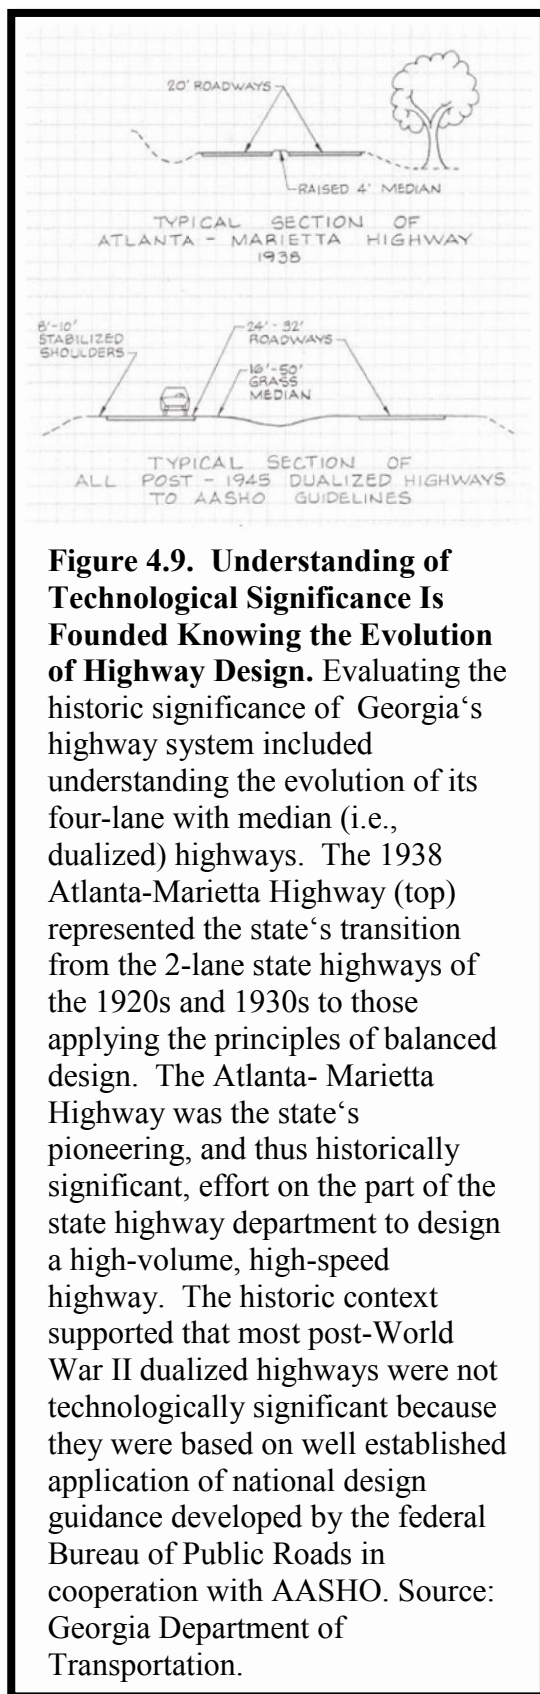 20' ROADWAYS
RAISED 4' MEDIAN
TYPICAL SECTION OF
ATLANTA - MARIETTA HIGHWAY
1938
8'-10'
STABILIZED
SHOULDERS
24' - 32'
ROADWAYS
16'-50'
GRASS
MEDIAN
TYPICAL SECTION OF
ALL POST - 1945 DUALIZED HIGHWAYS
TO AASHO GUIDELINES
Figure 4.9. Understanding of
Technological Significance Is
Founded Knowing the Evolution
of Highway Design. Evaluating the
historic significance of Georgia‘s
highway system included
understanding the evolution of its
four-lane with median (i.e.,
dualized) highways. The 1938
Atlanta-Marietta Highway (top)
represented the state‘s transition
from the 2-lane state highways of
the 1920s and 1930s to those
applying the principles of balanced
design. The Atlanta- Marietta
Highway was the state‘s
pioneering, and thus historically
significant, effort on the part of the
state highway department to design
a high-volume, high-speed
highway. The historic context
supported that most post-World
War II dualized highways were not
technologically significant because
they were based on well established
application of national design
guidance developed by the federal
Bureau of Public Roads in
cooperation with AASHO. Source:
Georgia Department of
Transportation.